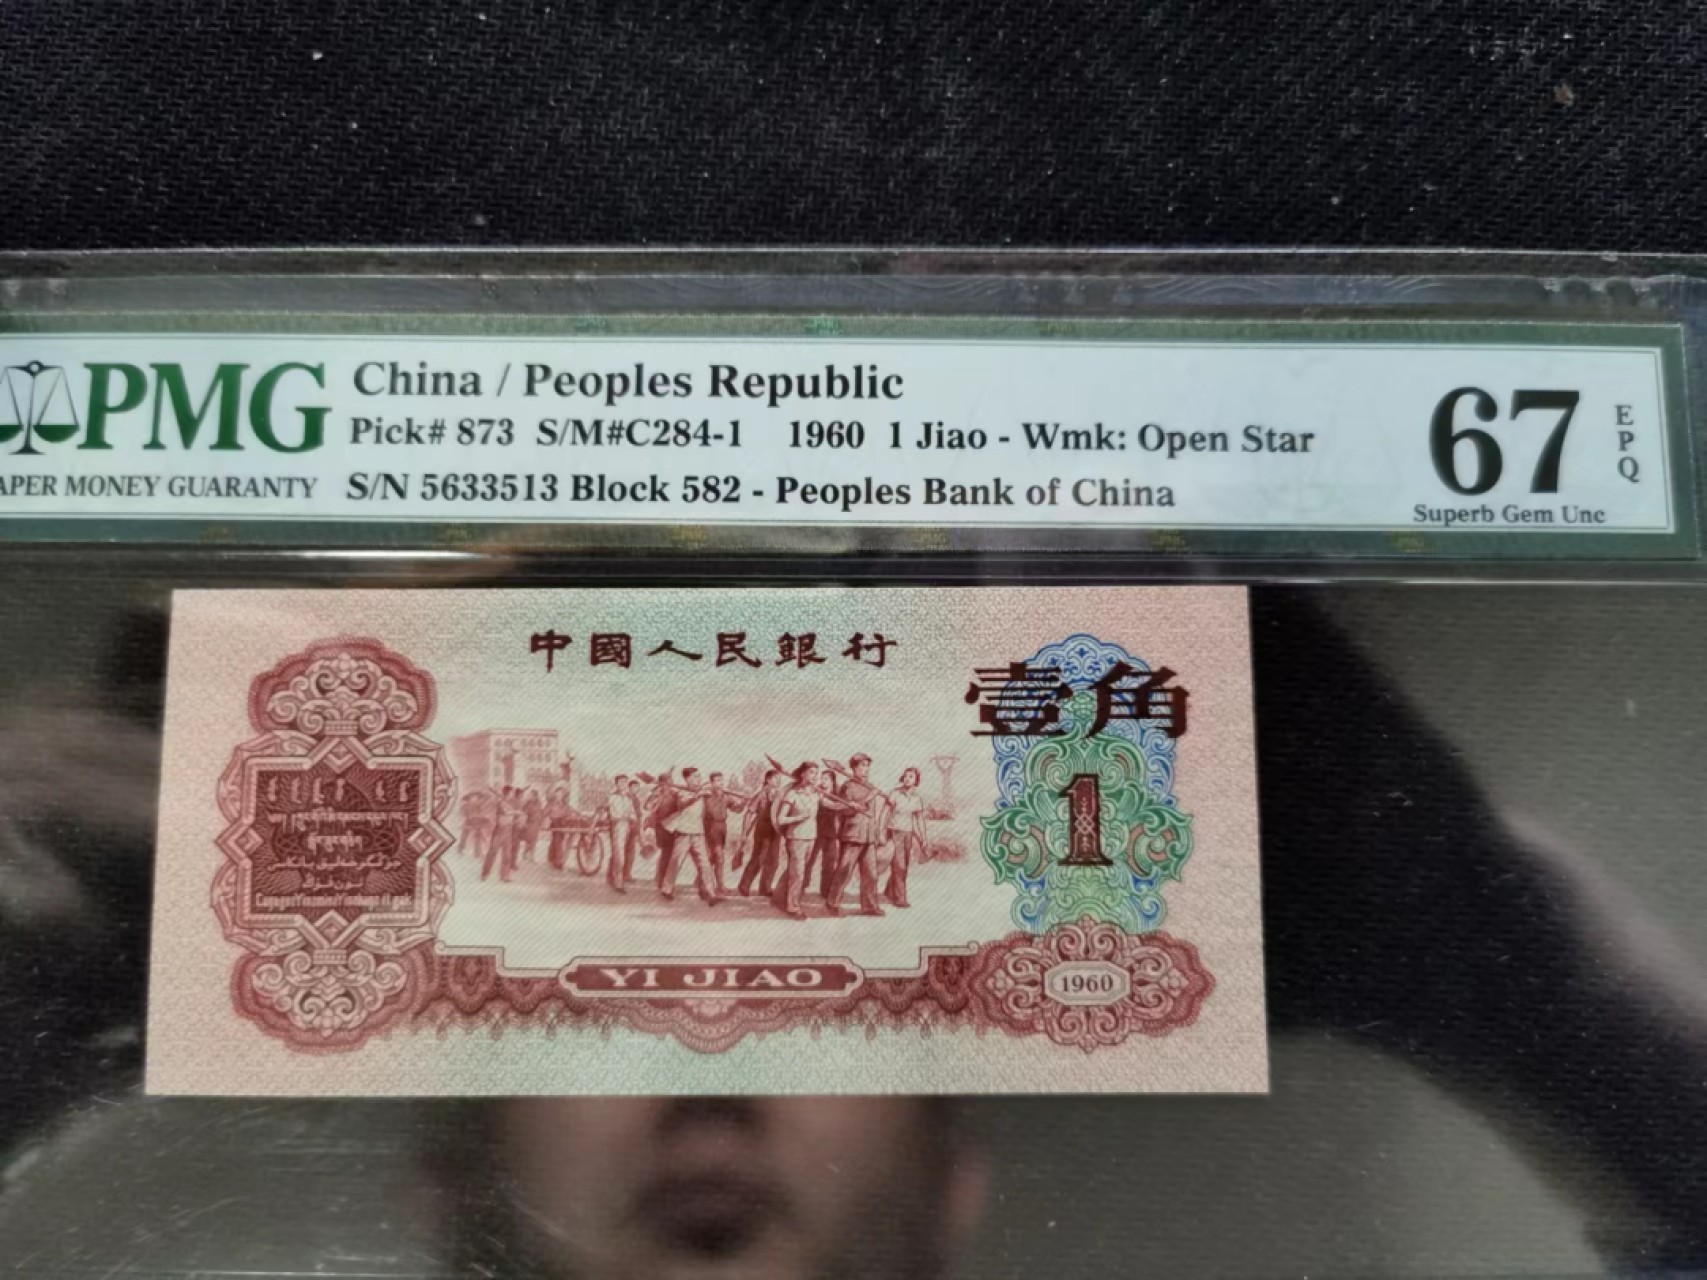 PMG
APER MONEY GUARANTY
China / Peoples Republic
Pick# 873 S/M#C284-1 1960 1 Jiao - Wmk: Open Star
S/N 5633513 Block 582 - Peoples Bank of China
67
EPQ
Superb Gem Unc
中國人民銀行
壹角
1
YI JIAO
1960